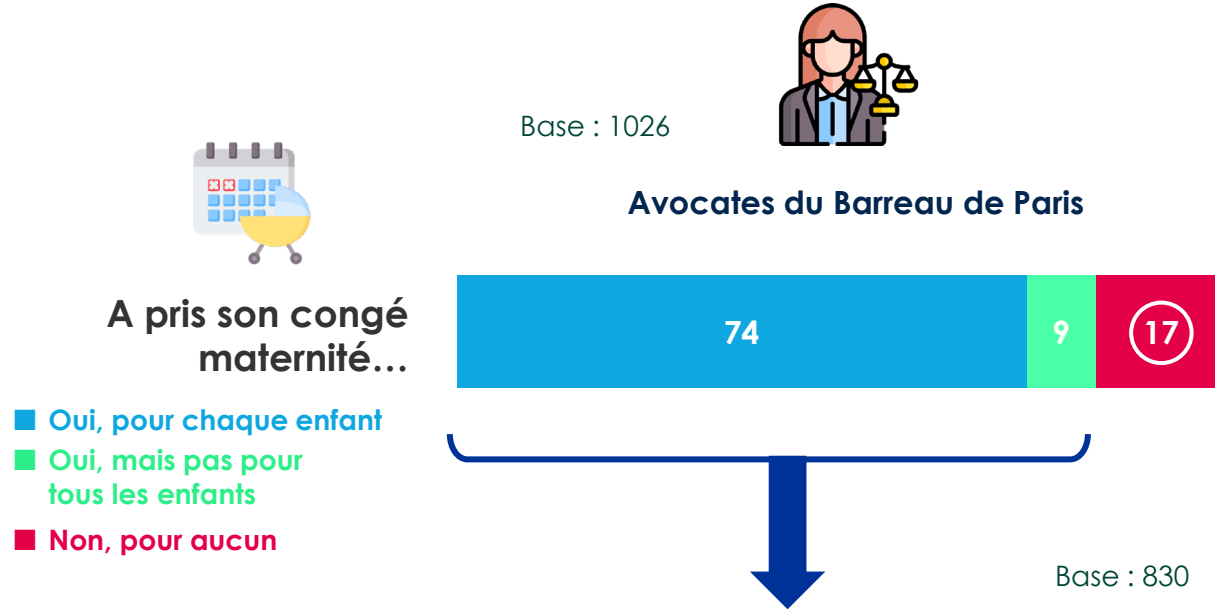 Base : 1026
Avocates du Barreau de Paris
A pris son congé
maternité…
74
9
17
Oui, pour chaque enfant
Oui, mais pas pour
tous les enfants
Non, pour aucun
Base : 830